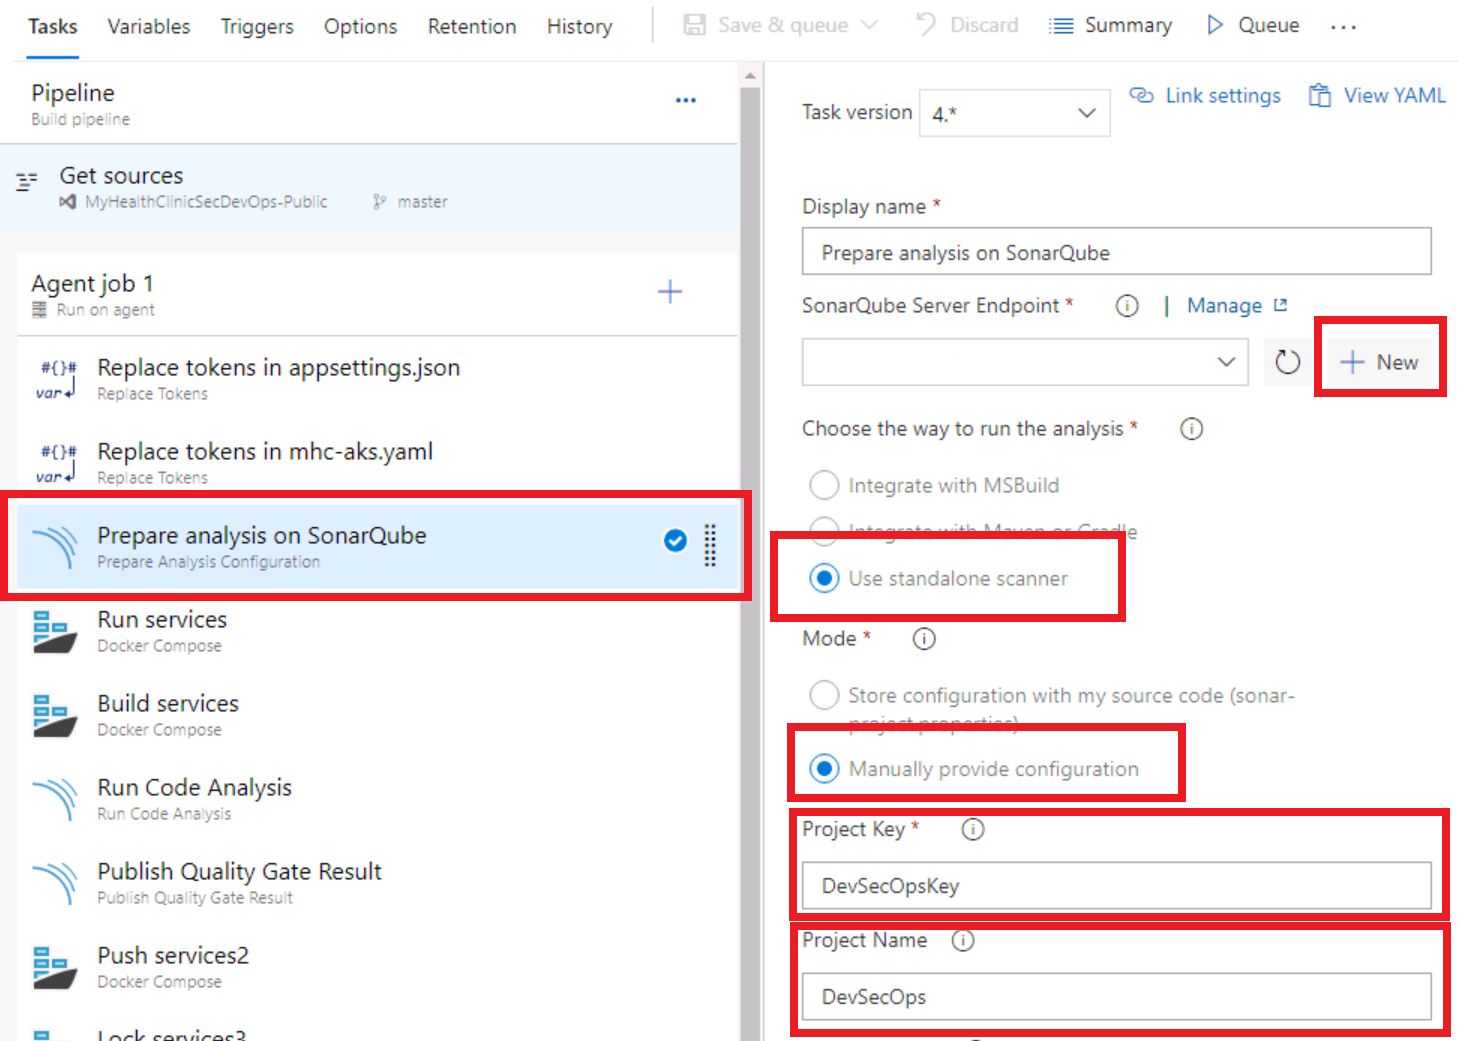 Tasks Variables Triggers Options Retention History Save & queue Discard Summary Queue ...
Pipeline
Build pipeline
Get sources
MyHealthClinicSecDevOps-Public master
Agent job 1
Run on agent
#{}#
var
Replace tokens in appsettings.json
Replace Tokens
#{}#
var
Replace tokens in mhc-aks.yaml
Replace Tokens
Prepare analysis on SonarQube
Prepare Analysis Configuration
Run services
Docker Compose
Build services
Docker Compose
Run Code Analysis
Run Code Analysis
Publish Quality Gate Result
Publish Quality Gate Result
Push services2
Docker Compose
Lock services3
Task version 4.* Link settings View YAML
Display name *
Prepare analysis on SonarQube
SonarQube Server Endpoint * | Manage
New
Choose the way to run the analysis *
Integrate with MSBuild
Integrate with Maven or Gradle
Use standalone scanner
Mode *
Store configuration with my source code (sonar-
project.properties)
Manually provide configuration
Project Key *
DevSecOpsKey
Project Name
DevSecOps